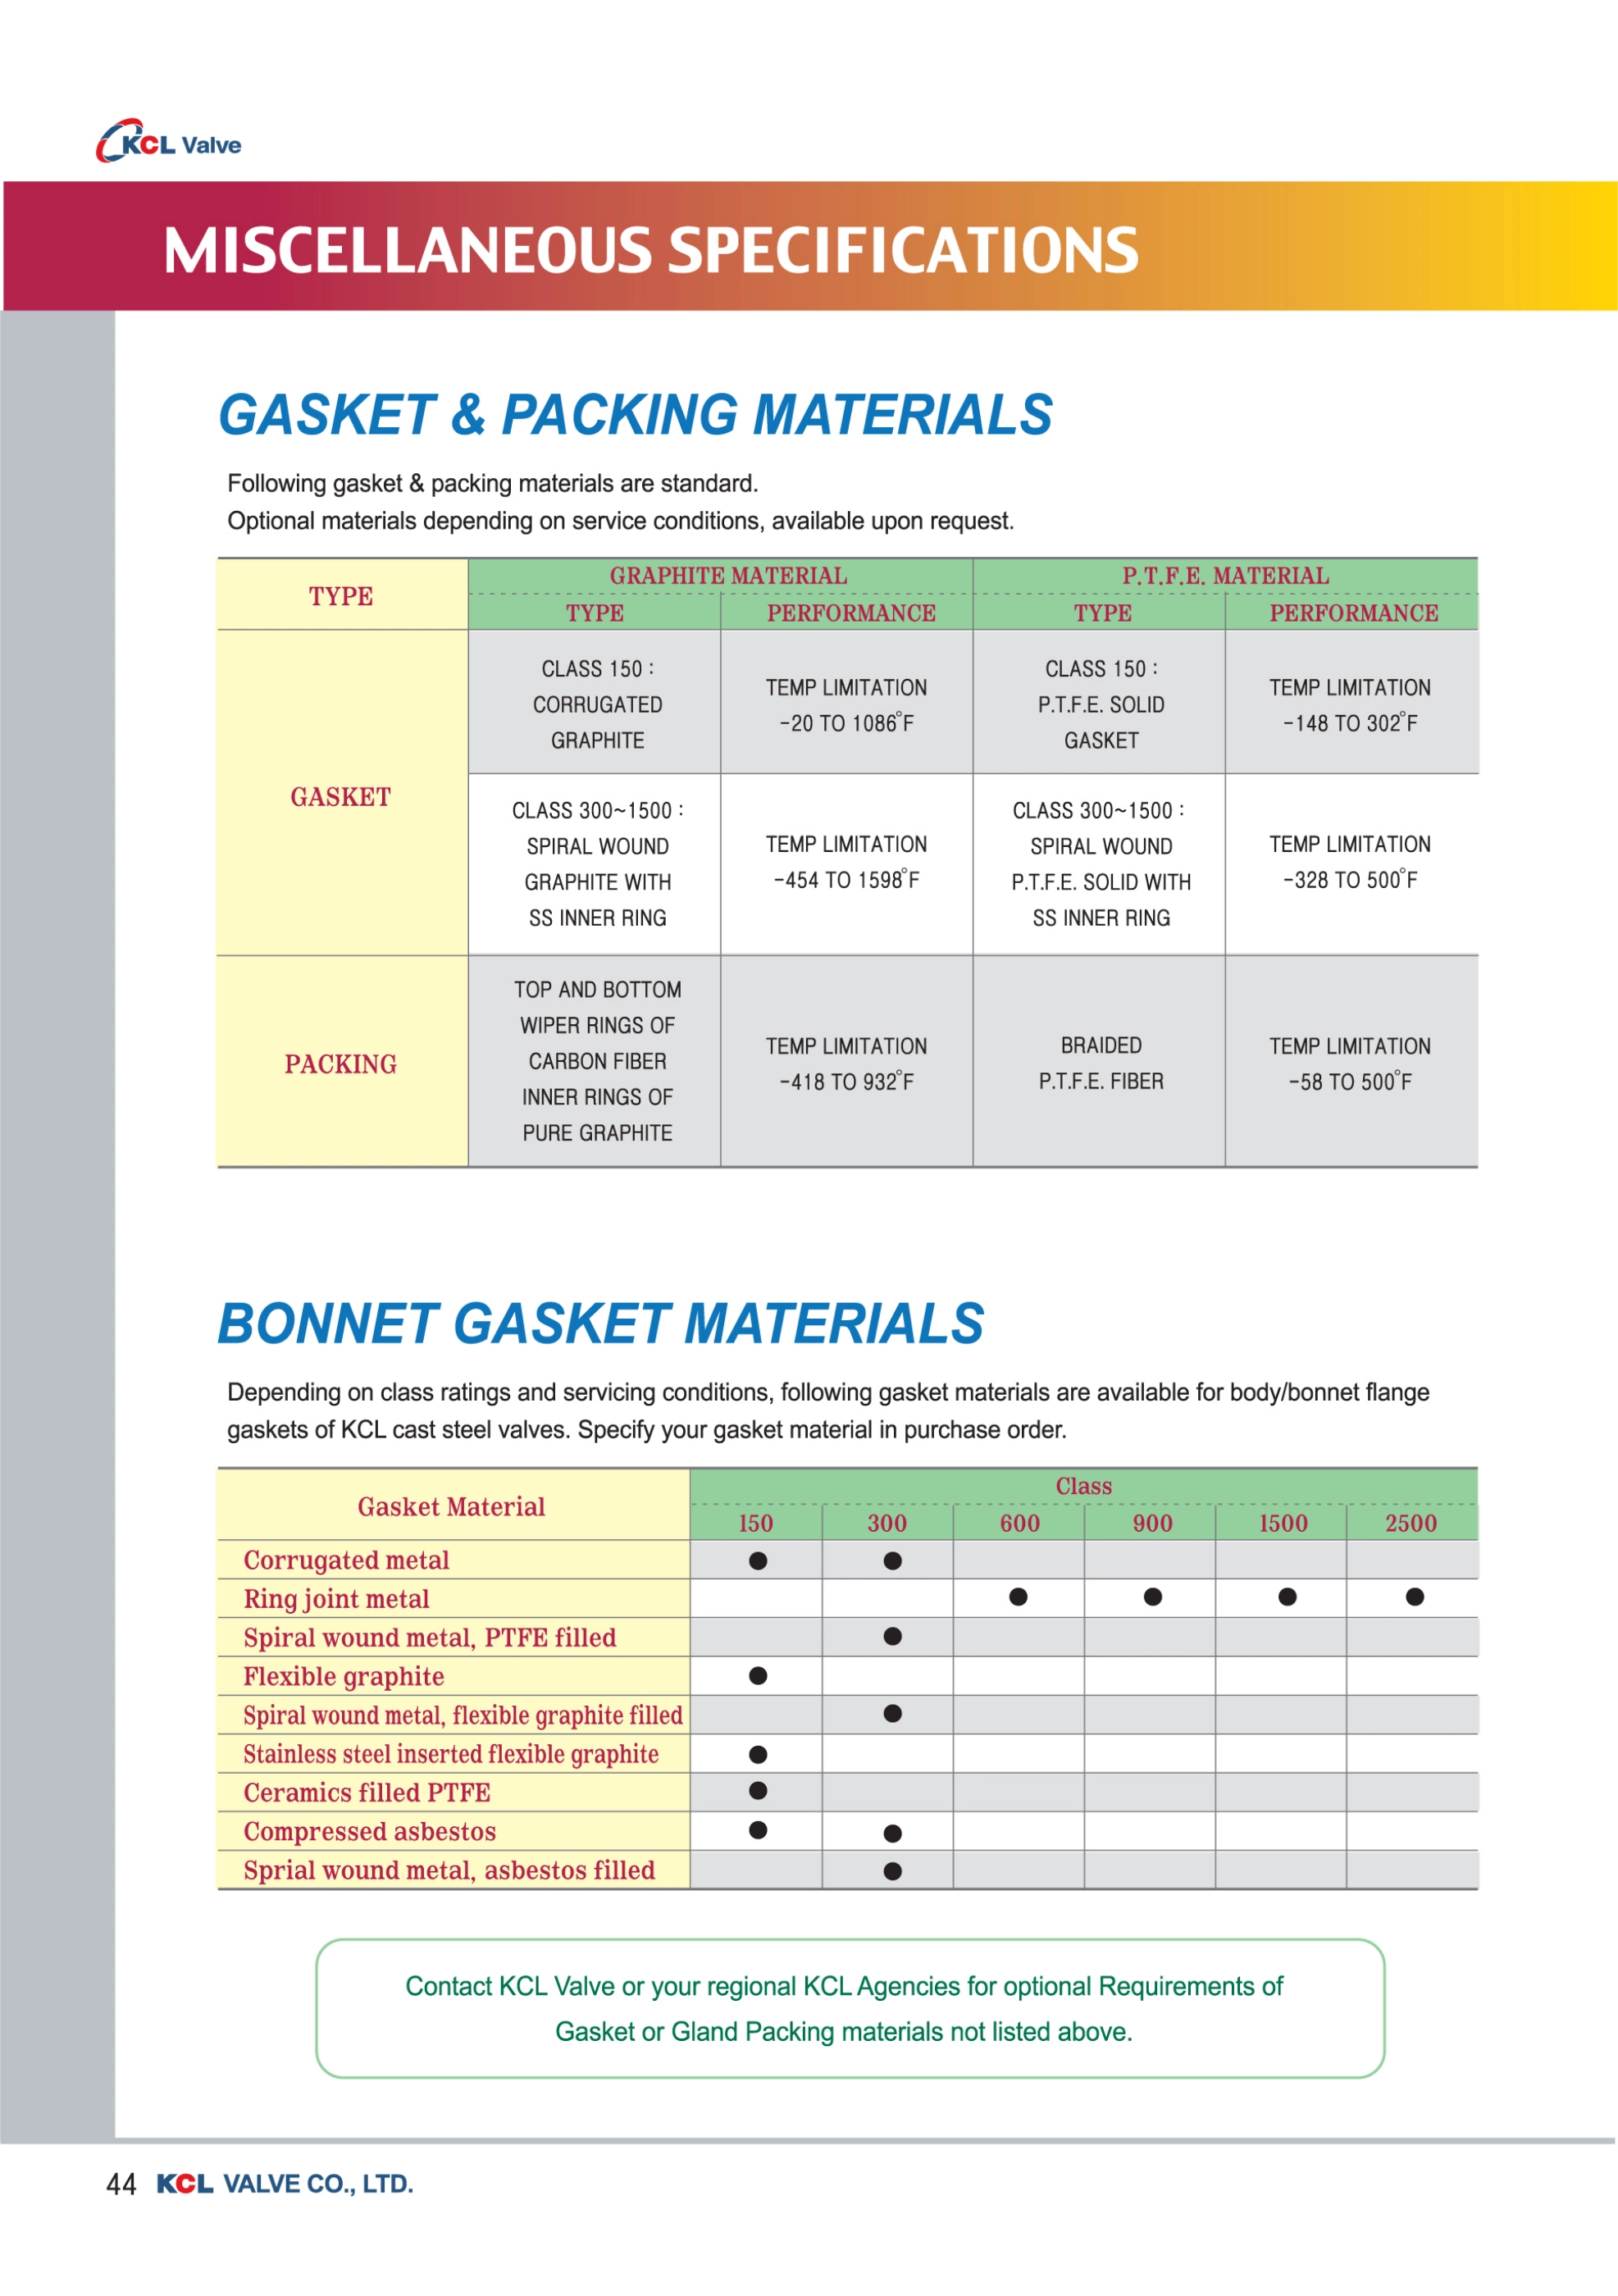 KCL Valve
MISCELLANEOUS SPECIFICATIONS
GASKET & PACKING MATERIALS
Following gasket & packing materials are standard.
Optional materials depending on service conditions, available upon request.
TYPE
GRAPHITE MATERIAL
P.T.F.E. MATERIAL
TYPE
PERFORMANCE
TYPE
PERFORMANCE
GASKET
CLASS 150 :
CORRUGATED
GRAPHITE
TEMP LIMITATION
-20 TO 1086°F
CLASS 150 :
P.T.F.E. SOLID
GASKET
TEMP LIMITATION
-148 TO 302°F
CLASS 300~1500 :
SPIRAL WOUND
GRAPHITE WITH
SS INNER RING
TEMP LIMITATION
-454 TO 1598°F
CLASS 300~1500 :
SPIRAL WOUND
P.T.F.E. SOLID WITH
SS INNER RING
TEMP LIMITATION
-328 TO 500°F
PACKING
TOP AND BOTTOM
WIPER RINGS OF
CARBON FIBER
INNER RINGS OF
PURE GRAPHITE
TEMP LIMITATION
-418 TO 932°F
BRAIDED
P.T.F.E. FIBER
TEMP LIMITATION
-58 TO 500°F
BONNET GASKET MATERIALS
Depending on class ratings and servicing conditions, following gasket materials are available for body/bonnet flange
gaskets of KCL cast steel valves. Specify your gasket material in purchase order.
Gasket Material
Class
150 300 600 900 1500 2500
Corrugated metal ● ●
Ring joint metal ● ● ● ●
Spiral wound metal, PTFE filled ●
Flexible graphite ●
Spiral wound metal, flexible graphite filled ●
Stainless steel inserted flexible graphite ●
Ceramics filled PTFE ●
Compressed asbestos ● ●
Sprial wound metal, asbestos filled ●
Contact KCL Valve or your regional KCL Agencies for optional Requirements of
Gasket or Gland Packing materials not listed above.
44 KCL VALVE CO., LTD.